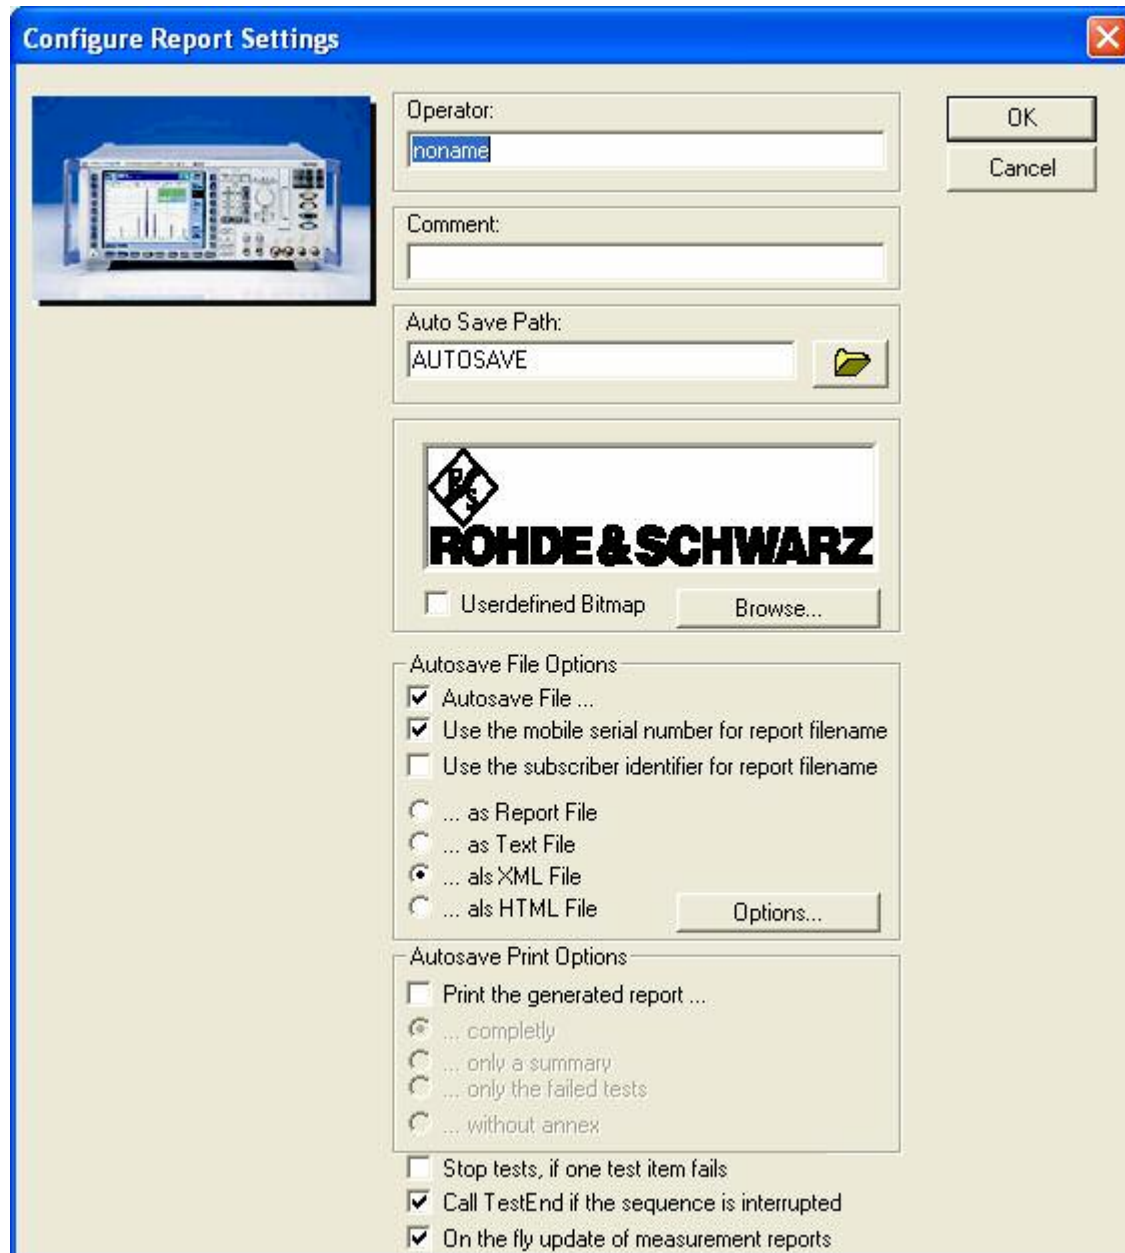 Configure Report Settings
Operator:
noname
OK
Cancel
Comment:
Auto Save Path:
AUTOSAVE
R
S
ROHDE&SCHWARZ
Userdefined Bitmap
Browse...
Autosave File Options
Autosave File ...
Use the mobile serial number for report filename
Use the subscriber identifier for report filename
... as Report File
... as Text File
... als XML File
... als HTML File
Options...
Autosave Print Options
Print the generated report ...
... completly
... only a summary
... only the failed tests
... without annex
Stop tests, if one test item fails
Call TestEnd if the sequence is interrupted
On the fly update of measurement reports